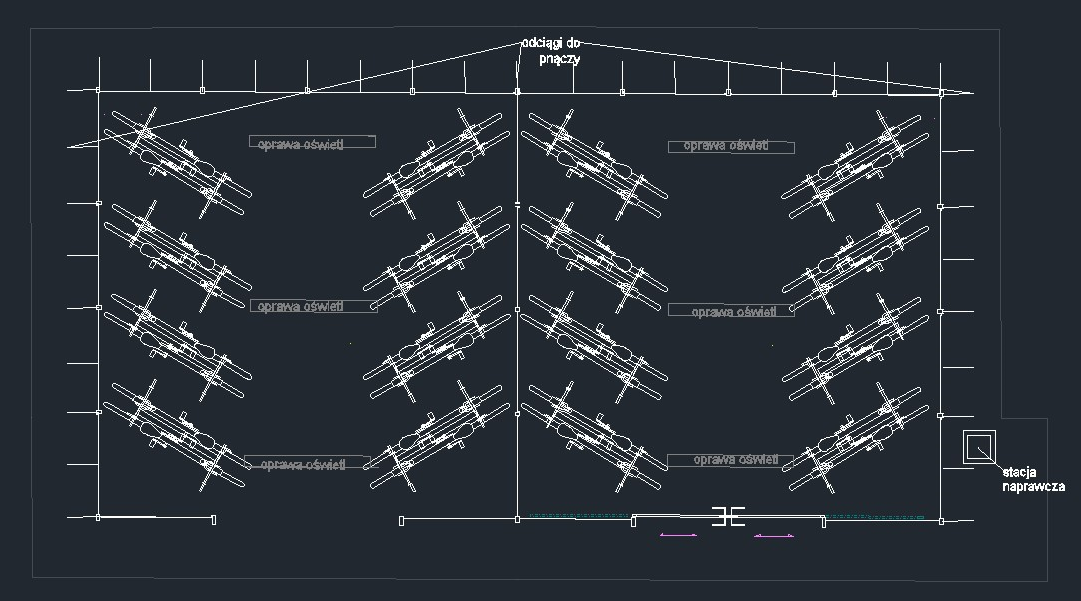 odciągi do
pnączy
oprawa oświetl
oprawa oświetl
oprawa oświetl
oprawa oświetl
oprawa oświetl
oprawa oświetl
stacja
naprawcza